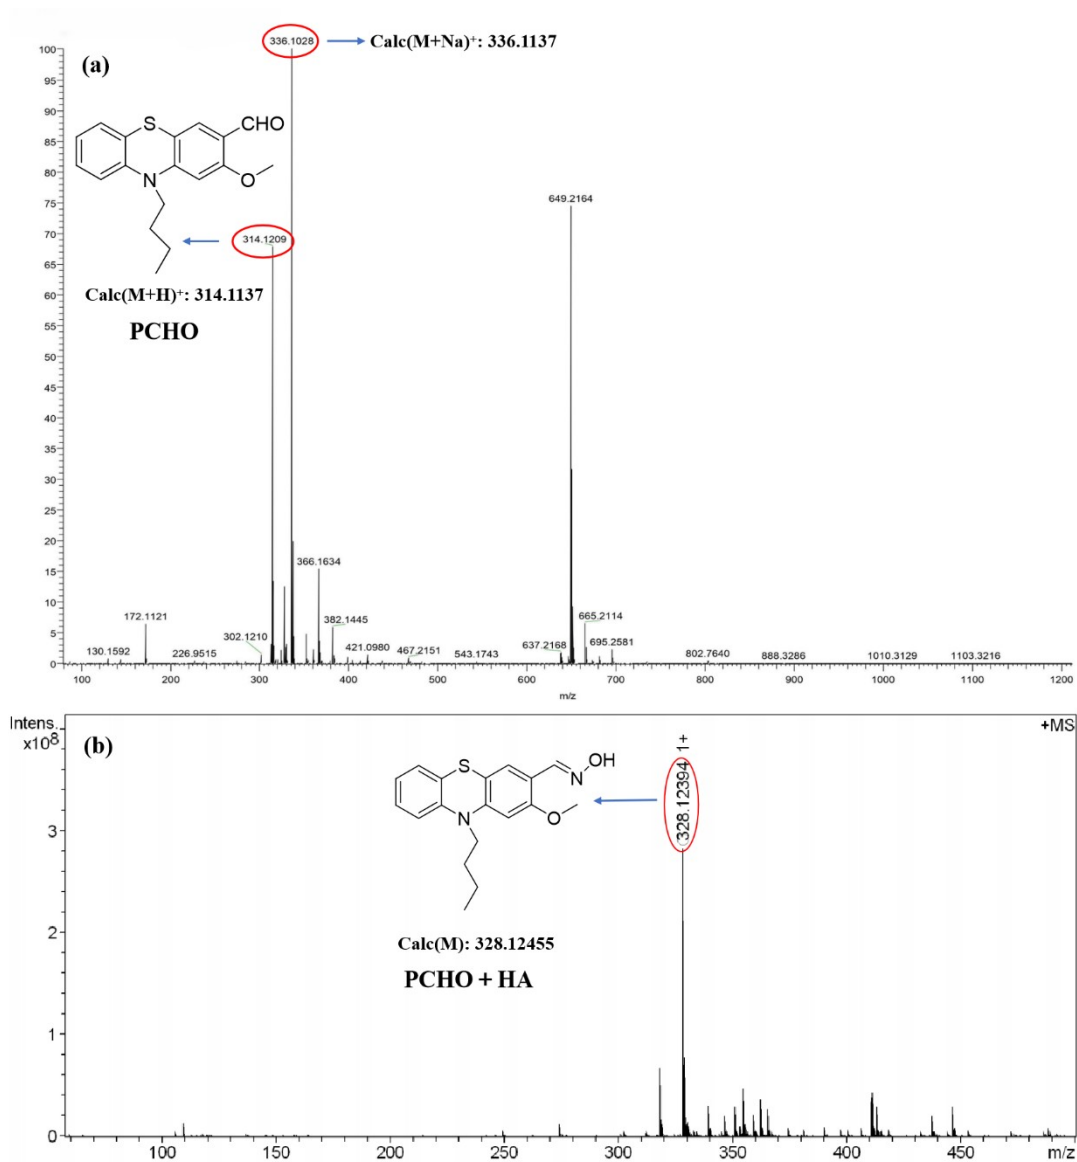 336.1028
Calc(M+Na)⁺: 336.1137
100
(a)
95
90
85
80
75
70
65
60
55
50
45
40
35
30
25
20
15
10
5
0
S
CHO
N
O
649.2164
314.1209
Calc(M+H)⁺: 314.1137
PCHO
366.1634
172.1121
382.1445
665.2114
130.1592
226.9515
302.1210
421.0980
467.2151
543.1743
637.2168
695.2581
802.7640
888.3286
1010.3129
1103.3216
100 200 300 400 500 600 700 800 900 1000 1100 1200
m/z
Intens.
x10⁸
(b)
+MS
328.12394 1+
S
OH
N
N
O
Calc(M): 328.12455
PCHO + HA
3
2
1
0
100 150 200 250 300 350 400 450 m/z